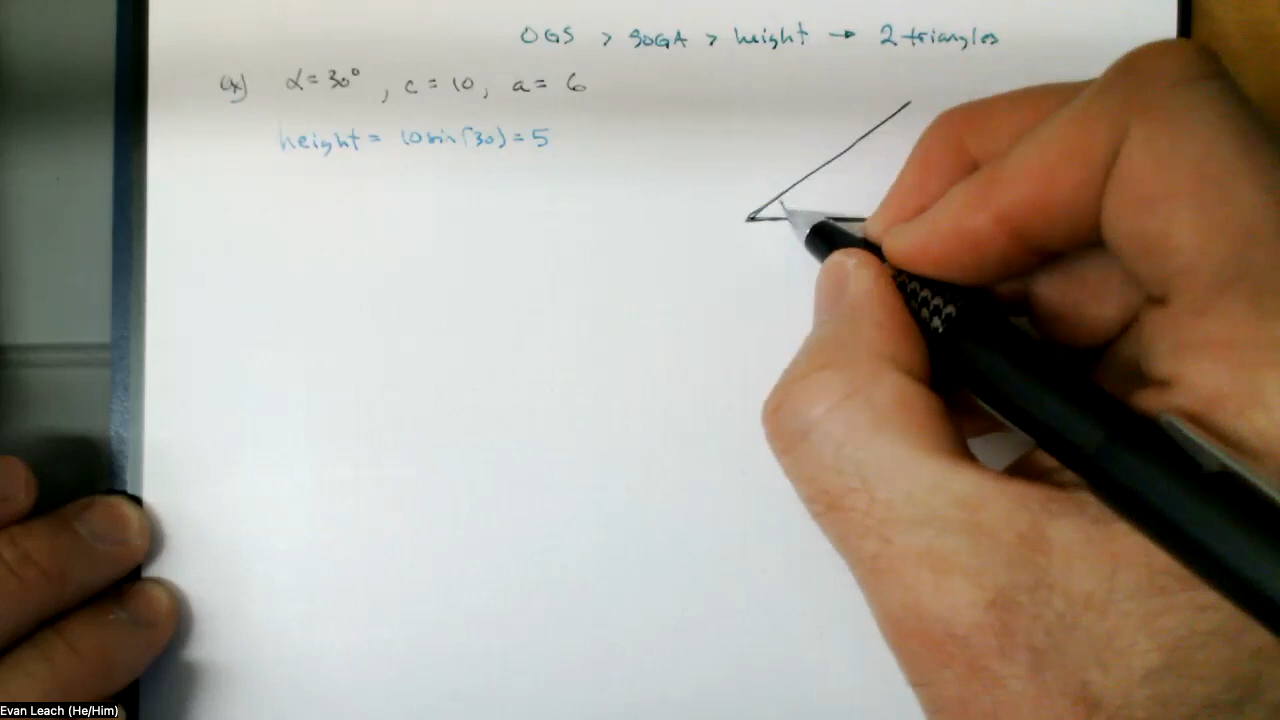 OGS > SOGA > height → 2 triangles
ex) α = 30° , c = 10, a = 6
height = 10 sin(30) = 5
Evan Leach (He/Him)